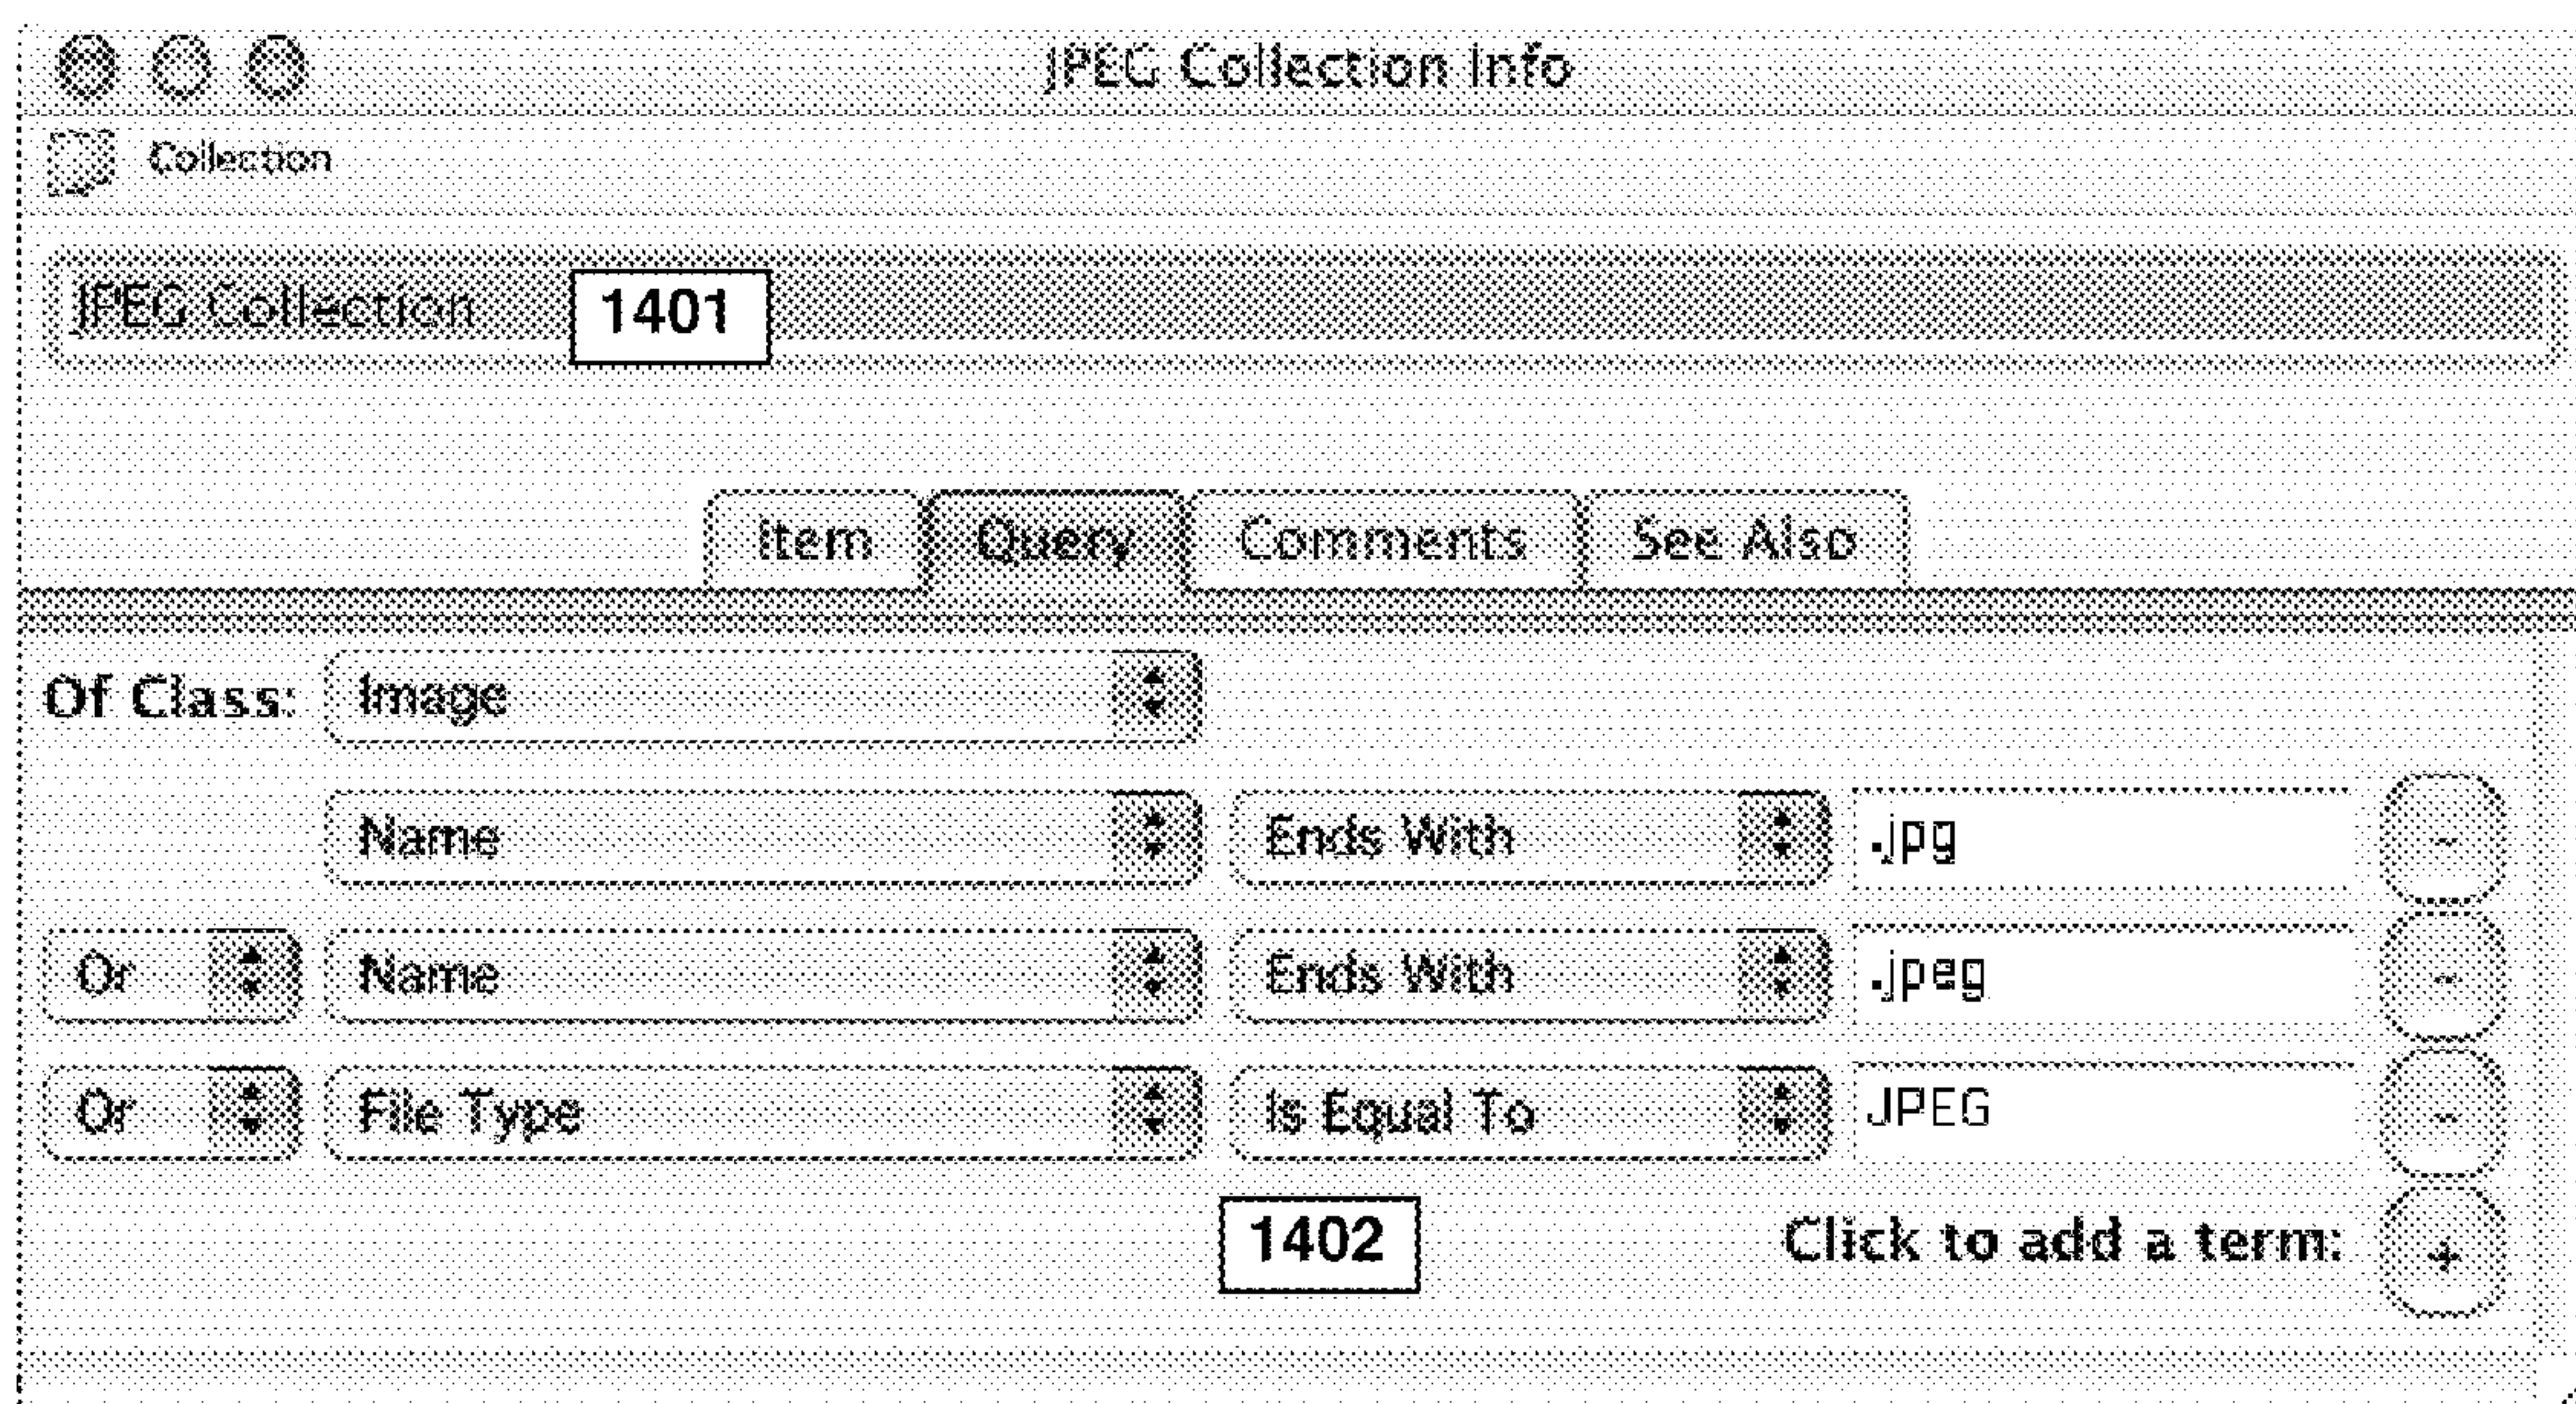 JPEG Collection Info
Collection
JPEG Collection 1401
Item Query Comments See Also
Of Class: Image
Name Ends With .jpg -
Or Name Ends With .jpeg -
Or File Type Is Equal To JPEG -
1402 Click to add a term: +